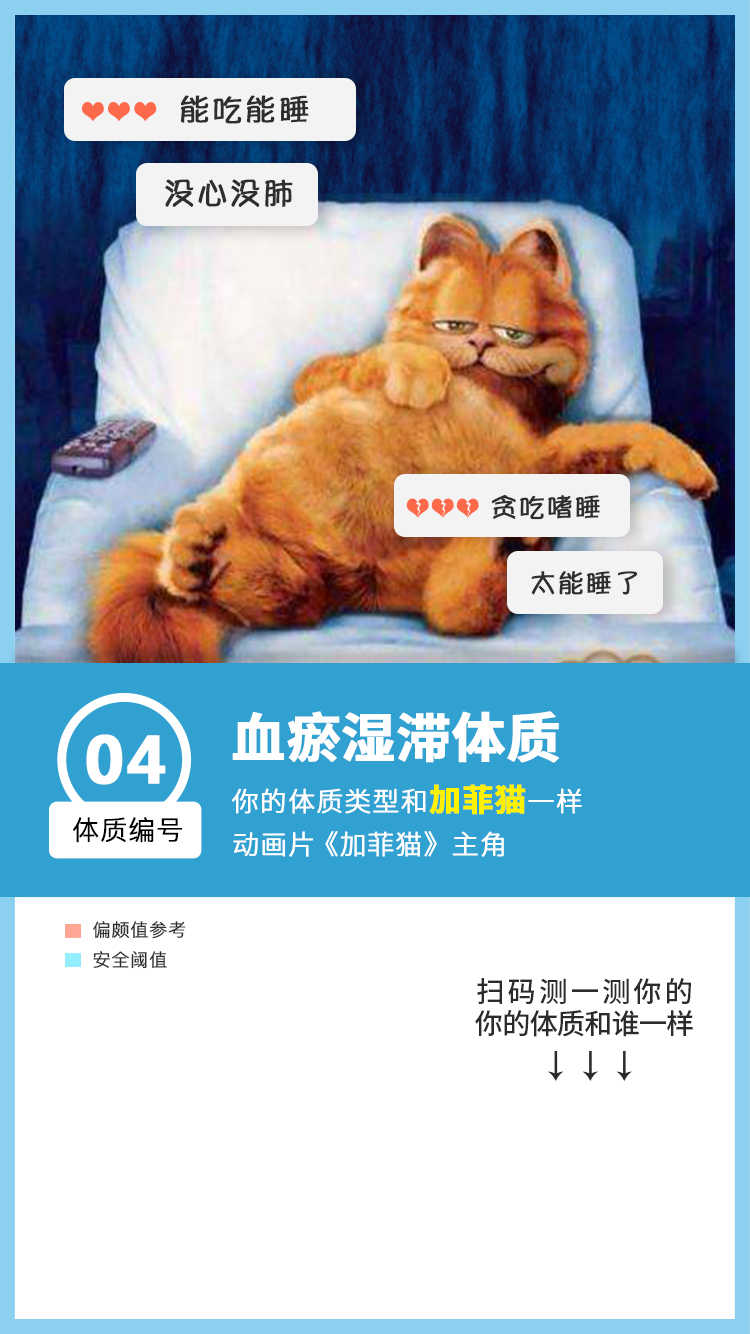 能吃能睡
没心没肺
贪吃嗜睡
太能睡了
04
体质编号
血瘀湿滞体质
你的体质类型和加菲猫一样
动画片《加菲猫》主角
偏颇值参考
安全阈值
扫码测一测你的
你的体质和谁一样
↓↓↓